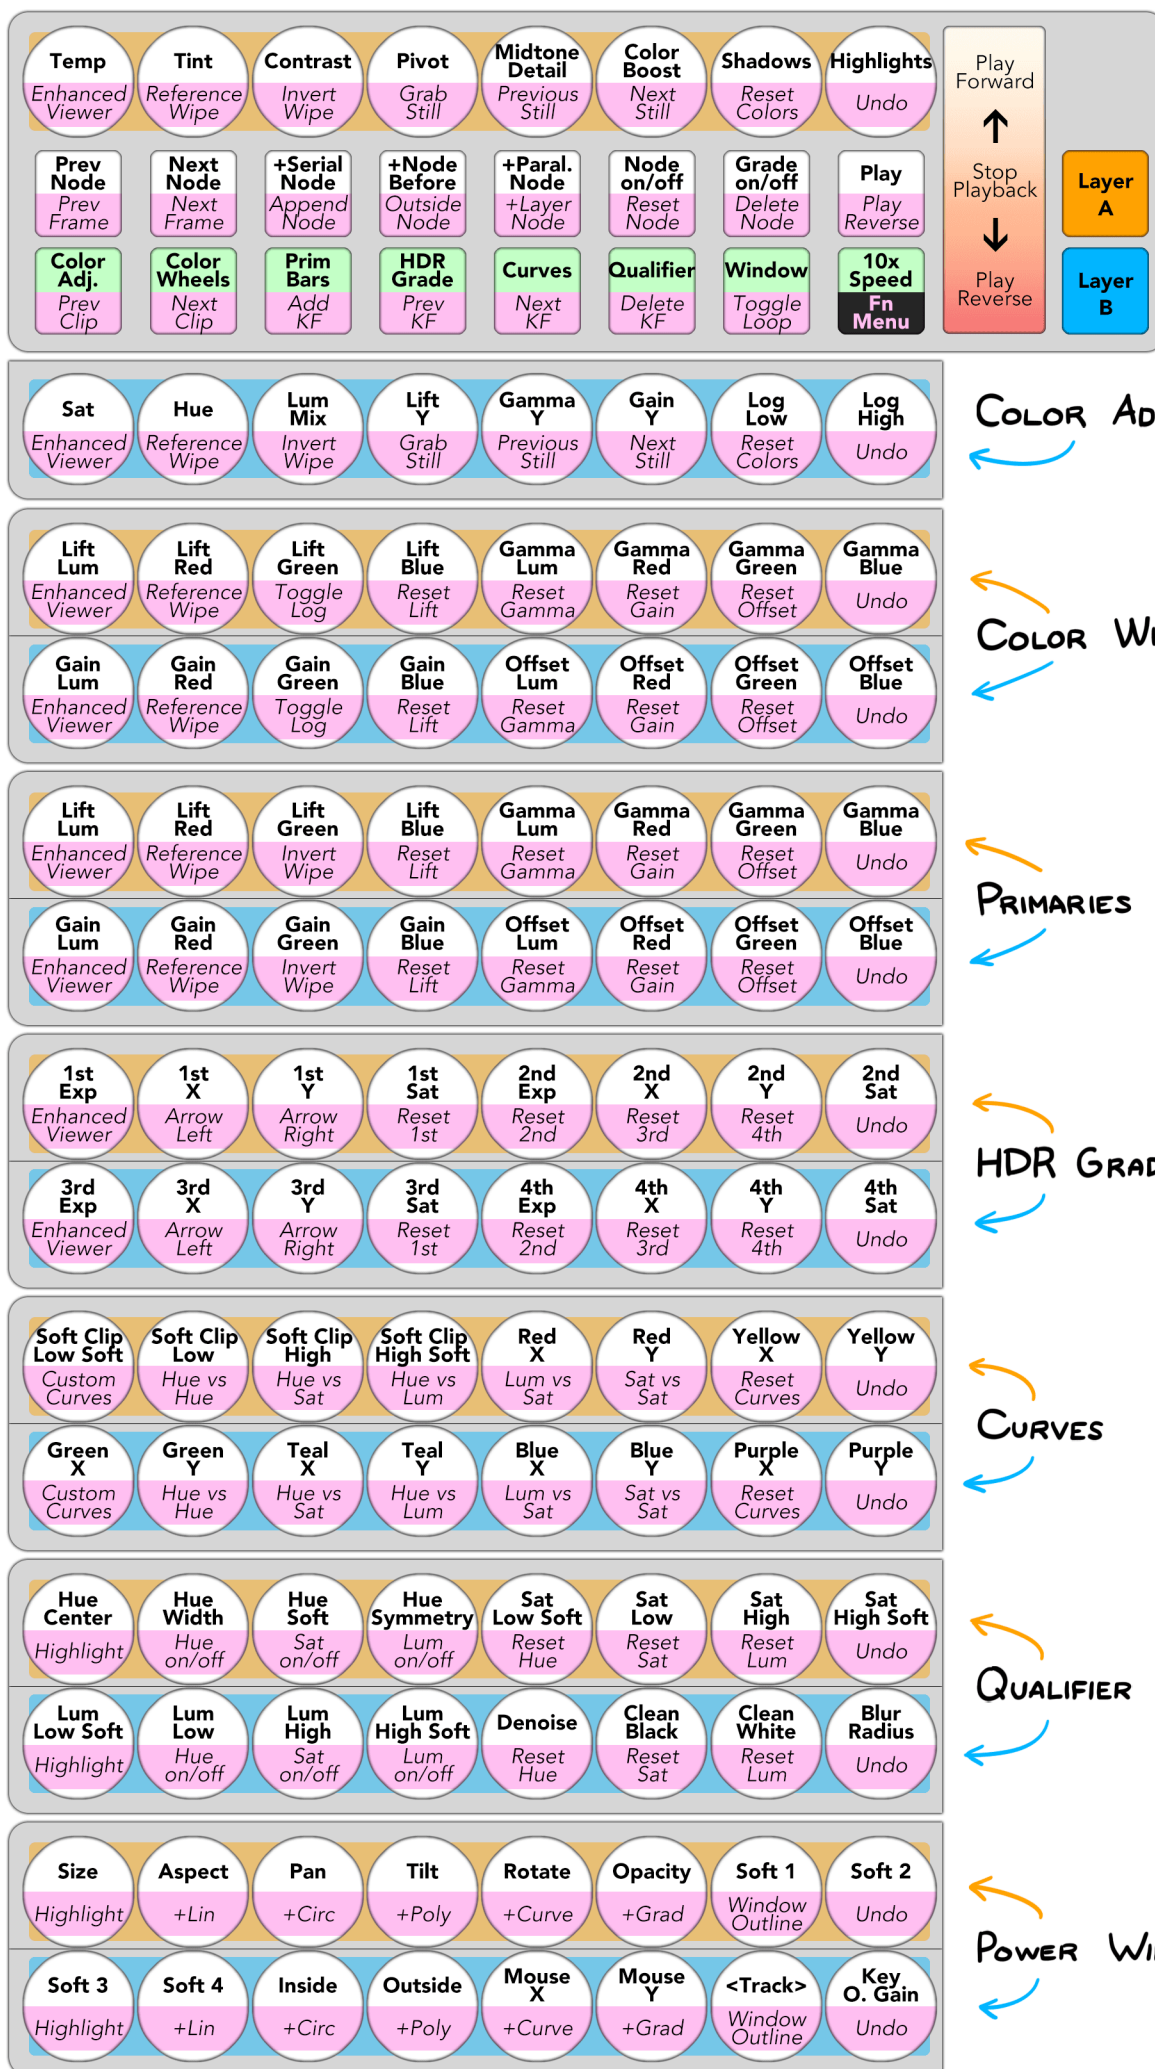 Temp Tint Contrast Pivot Midtone Detail Color Boost Shadows Highlights
Enhanced Viewer Reference Wipe Invert Wipe Grab Still Previous Still Next Still Reset Colors Undo
Play Forward
Stop Playback
Play Reverse
Prev Node Next Node +Serial Node +Node Before +Paral. Node Node on/off Grade on/off Play
Prev Frame Next Frame Append Node Outside Node +Layer Node Reset Node Delete Node Play Reverse
Layer A
Color Adj. Color Wheels Prim Bars HDR Grade Curves Qualifier Window 10x Speed
Prev Clip Next Clip Add KF Prev KF Next KF Delete KF Toggle Loop Fn Menu
Layer B
Sat Hue Lum Mix Lift Y Gamma Y Gain Y Log Low Log High
Enhanced Viewer Reference Wipe Invert Wipe Grab Still Previous Still Next Still Reset Colors Undo
COLOR AD
Lift Lum Lift Red Lift Green Lift Blue Gamma Lum Gamma Red Gamma Green Gamma Blue
Enhanced Viewer Reference Wipe Toggle Log Reset Lift Reset Gamma Reset Gain Reset Offset Undo
COLOR
Gain Lum Gain Red Gain Green Gain Blue Offset Lum Offset Red Offset Green Offset Blue
Enhanced Viewer Reference Wipe Toggle Log Reset Lift Reset Gamma Reset Gain Reset Offset Undo
Lift Lum Lift Red Lift Green Lift Blue Gamma Lum Gamma Red Gamma Green Gamma Blue
Enhanced Viewer Reference Wipe Invert Wipe Reset Lift Reset Gamma Reset Gain Reset Offset Undo
PRIMARIES
Gain Lum Gain Red Gain Green Gain Blue Offset Lum Offset Red Offset Green Offset Blue
Enhanced Viewer Reference Wipe Invert Wipe Reset Lift Reset Gamma Reset Gain Reset Offset Undo
1st Exp 1st X 1st Y 1st Sat 2nd Exp 2nd X 2nd Y 2nd Sat
Enhanced Viewer Arrow Left Arrow Right Reset 1st Reset 2nd Reset 3rd Reset 4th Undo
HDR GRAD
3rd Exp 3rd X 3rd Y 3rd Sat 4th Exp 4th X 4th Y 4th Sat
Enhanced Viewer Arrow Left Arrow Right Reset 1st Reset 2nd Reset 3rd Reset 4th Undo
Soft Clip Low Soft Soft Clip Low Soft Clip High Soft Clip High Soft Red X Red Y Yellow X Yellow Y
Custom Curves Hue vs Hue Hue vs Sat Hue vs Lum Lum vs Sat Sat vs Sat Reset Curves Undo
CURVES
Green X Green Y Teal X Teal Y Blue X Blue Y Purple X Purple Y
Custom Curves Hue vs Hue Hue vs Sat Hue vs Lum Lum vs Sat Sat vs Sat Reset Curves Undo
Hue Center Hue Width Hue Soft Hue Symmetry Sat Low Soft Sat Low Sat High Sat High Soft
Highlight Hue on/off Sat on/off Lum on/off Reset Hue Reset Sat Reset Lum Undo
QUALIFIER
Lum Low Soft Lum Low Lum High Lum High Soft Denoise Clean Black Clean White Blur Radius
Highlight Hue on/off Sat on/off Lum on/off Reset Hue Reset Sat Reset Lum Undo
Size Aspect Pan Tilt Rotate Opacity Soft 1 Soft 2
Highlight +Lin +Circ +Poly +Curve +Grad Window Outline Undo
POWER WI
Soft 3 Soft 4 Inside Outside Mouse X Mouse Y <Track> Key O. Gain
Highlight +Lin +Circ +Poly +Curve +Grad Window Outline Undo